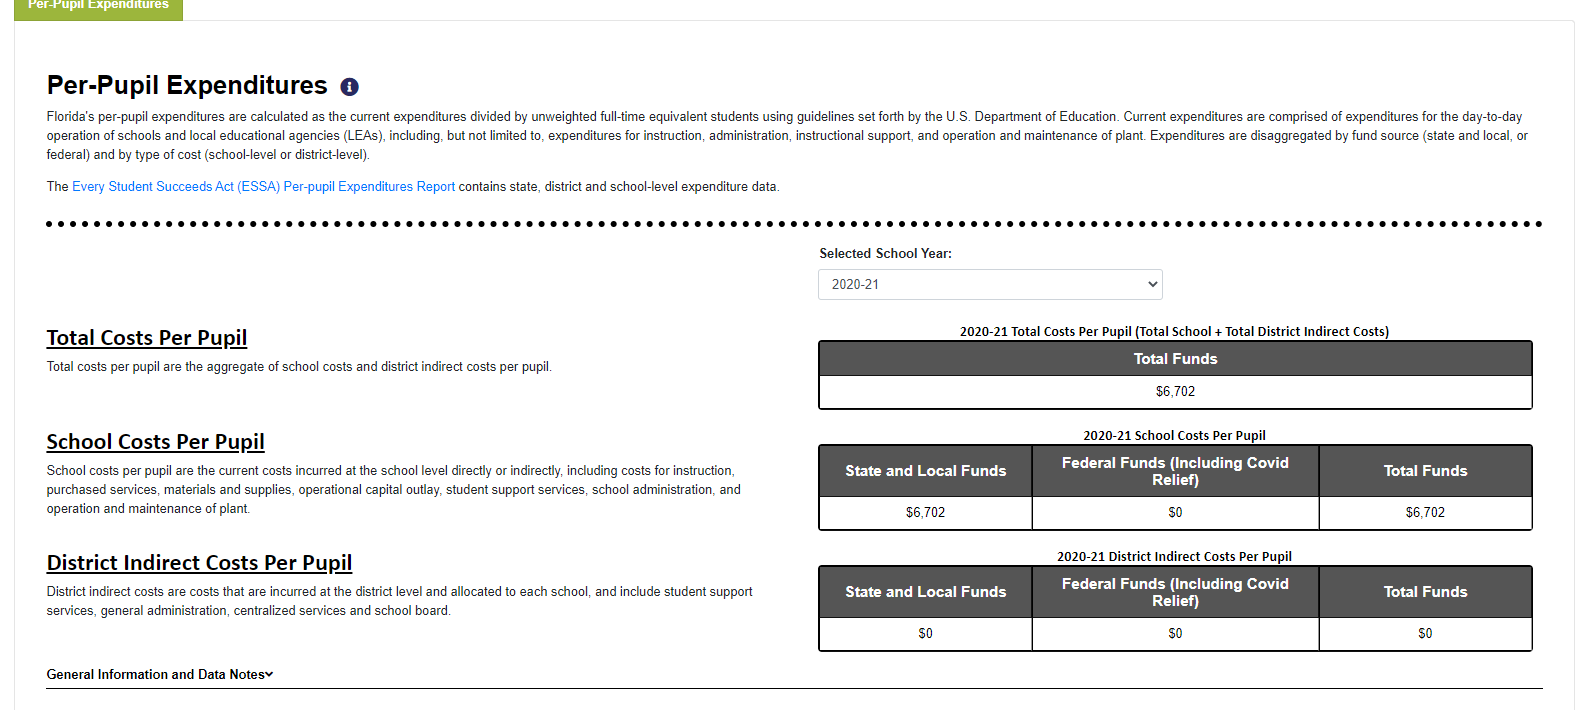 Per-Pupil Expenditures
Per-Pupil Expenditures
Florida's per-pupil expenditures are calculated as the current expenditures divided by unweighted full-time equivalent students using guidelines set forth by the U.S. Department of Education. Current expenditures are comprised of expenditures for the day-to-day
operation of schools and local educational agencies (LEAs), including, but not limited to, expenditures for instruction, administration, instructional support, and operation and maintenance of plant. Expenditures are disaggregated by fund source (state and local, or
federal) and by type of cost (school-level or district-level).
The Every Student Succeeds Act (ESSA) Per-pupil Expenditures Report contains state, district and school-level expenditure data.
Selected School Year:
2020-21
Total Costs Per Pupil
Total costs per pupil are the aggregate of school costs and district indirect costs per pupil.
2020-21 Total Costs Per Pupil (Total School + Total District Indirect Costs)
Total Funds
$6,702
School Costs Per Pupil
School costs per pupil are the current costs incurred at the school level directly or indirectly, including costs for instruction,
purchased services, materials and supplies, operational capital outlay, student support services, school administration, and
operation and maintenance of plant.
2020-21 School Costs Per Pupil
State and Local Funds
Federal Funds (Including Covid
Relief)
Total Funds
$6,702
$0
$6,702
District Indirect Costs Per Pupil
District indirect costs are costs that are incurred at the district level and allocated to each school, and include student support
services, general administration, centralized services and school board.
2020-21 District Indirect Costs Per Pupil
State and Local Funds
Federal Funds (Including Covid
Relief)
Total Funds
$0
$0
$0
General Information and Data Notes